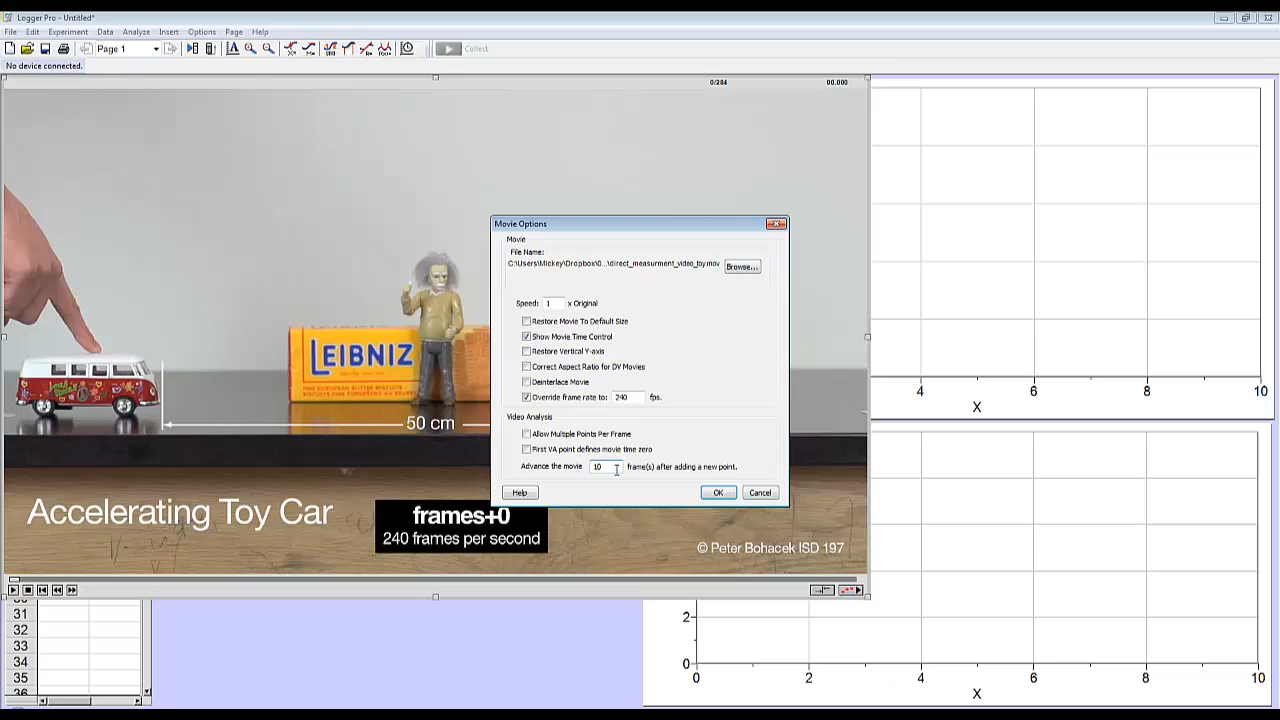 Logger Pro - Untitled*
File Edit Experiment Data Analyze Insert Options Page Help
Page 1
Collect
No device connected.
0/284 00.000
Movie Options
Movie
File Name:
C:\Users\Mickey\Dropbox\0...\direct_measurment_video_toy.mov
Browse...
Speed: 1 x Original
Restore Movie To Default Size
Show Movie Time Control
Restore Vertical Y-axis
Correct Aspect Ratio for DV Movies
Deinterlace Movie
Override frame rate to: 240 fps.
Video Analysis
Allow Multiple Points Per Frame
First VA point defines movie time zero
Advance the movie 10 frame(s) after adding a new point.
Help OK Cancel
LEIBNIZ
50 cm
Accelerating Toy Car
frames+0
240 frames per second
© Peter Bohacek ISD 197
4 6 8 10
X
31
32
33
34
35
36
2
0
0 2 4 6 8 10
X